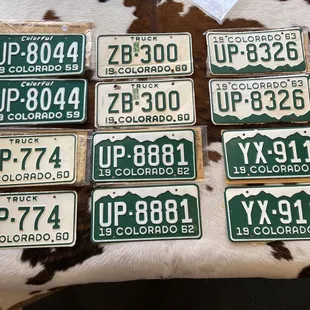 Colorful
UP-8044
COLORADO 59
TRUCK
ZB-300
19 COLORADO 60
19 COLORADO 63
UP-8326
Colorful
UP-8044
COLORADO 59
TRUCK
ZB-300
19 COLORADO 60
19 COLORADO 63
UP-8326
TRUCK
P-774
COLORADO 60
UP-8881
19 COLORADO 62
YX-911
19 COLORADO
TRUCK
P-774
COLORADO 60
UP-8881
19 COLORADO 62
YX-91
19 COLORADO